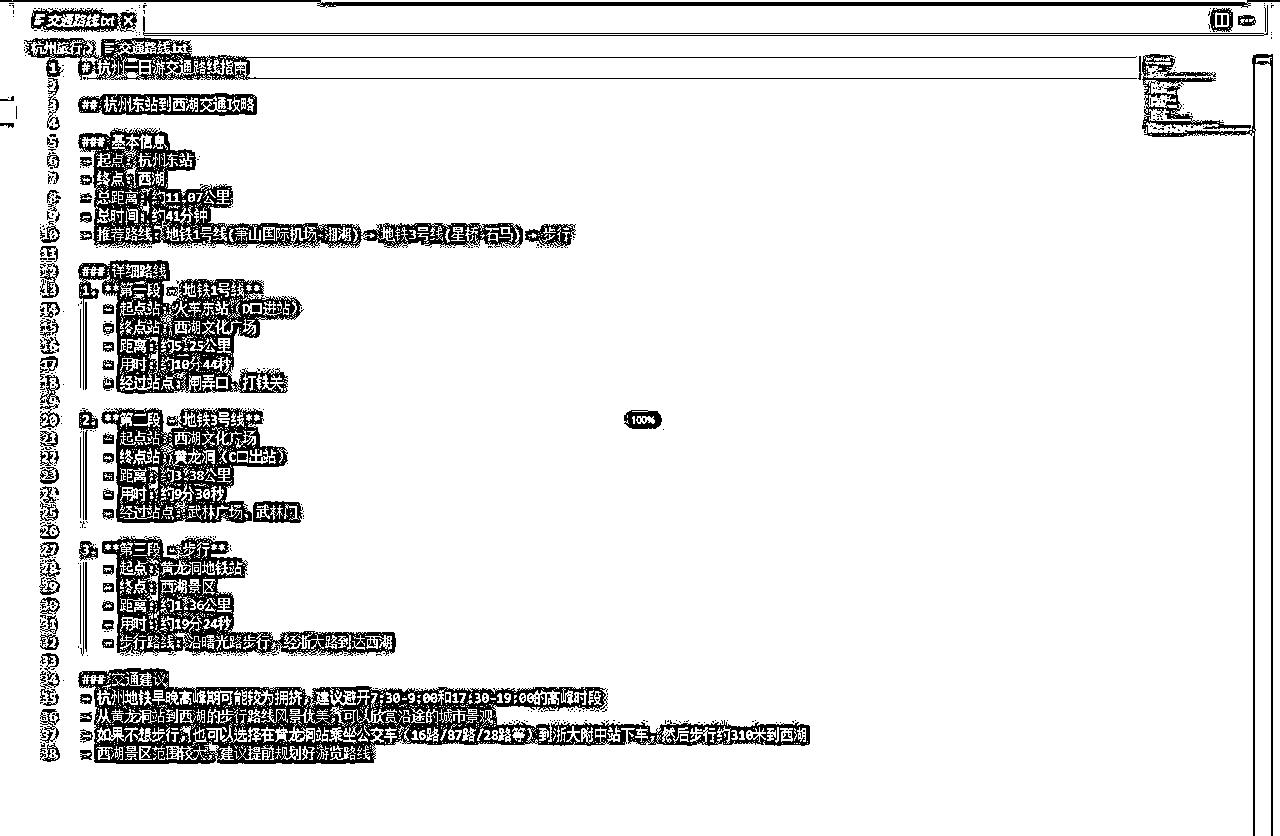 交通路线.txt
杭州旅行 > 交通路线.txt
1 # 杭州二日游交通路线指南
2
3 ## 杭州东站到西湖交通攻略
4
5 ### 基本信息
6 - 起点：杭州东站
7 - 终点：西湖
8 - 总距离：约11.07公里
9 - 总时间：约41分钟
10 - 推荐路线：地铁1号线(萧山国际机场-湘湖) → 地铁3号线(星桥-石马) → 步行
11
12 ### 详细路线
13 1. **第一段 - 地铁1号线**
14 - 起点站：火车东站（D口进站）
15 - 终点站：西湖文化广场
16 - 距离：约5.25公里
17 - 用时：约10分44秒
18 - 经过站点：闸弄口、打铁关
19
20 2. **第二段 - 地铁3号线**
21 - 起点站：西湖文化广场
22 - 终点站：黄龙洞（C口出站）
23 - 距离：约3.38公里
24 - 用时：约9分30秒
25 - 经过站点：武林广场、武林门
26
27 3. **第三段 - 步行**
28 - 起点：黄龙洞地铁站
29 - 终点：西湖景区
30 - 距离：约1.36公里
31 - 用时：约19分24秒
32 - 步行路线：沿曙光路步行，经浙大路到达西湖
33
34 ### 交通建议
35 - 杭州地铁早晚高峰期可能较为拥挤，建议避开7:30-9:00和17:30-19:00的高峰时段
36 - 从黄龙洞站到西湖的步行路线风景优美，可以欣赏沿途的城市景观
37 - 如果不想步行，也可以选择在黄龙洞站乘坐公交车（16路/87路/28路等）到浙大附中站下车，然后步行约310米到西湖
38 - 西湖景区范围较大，建议提前规划好游览路线
100%